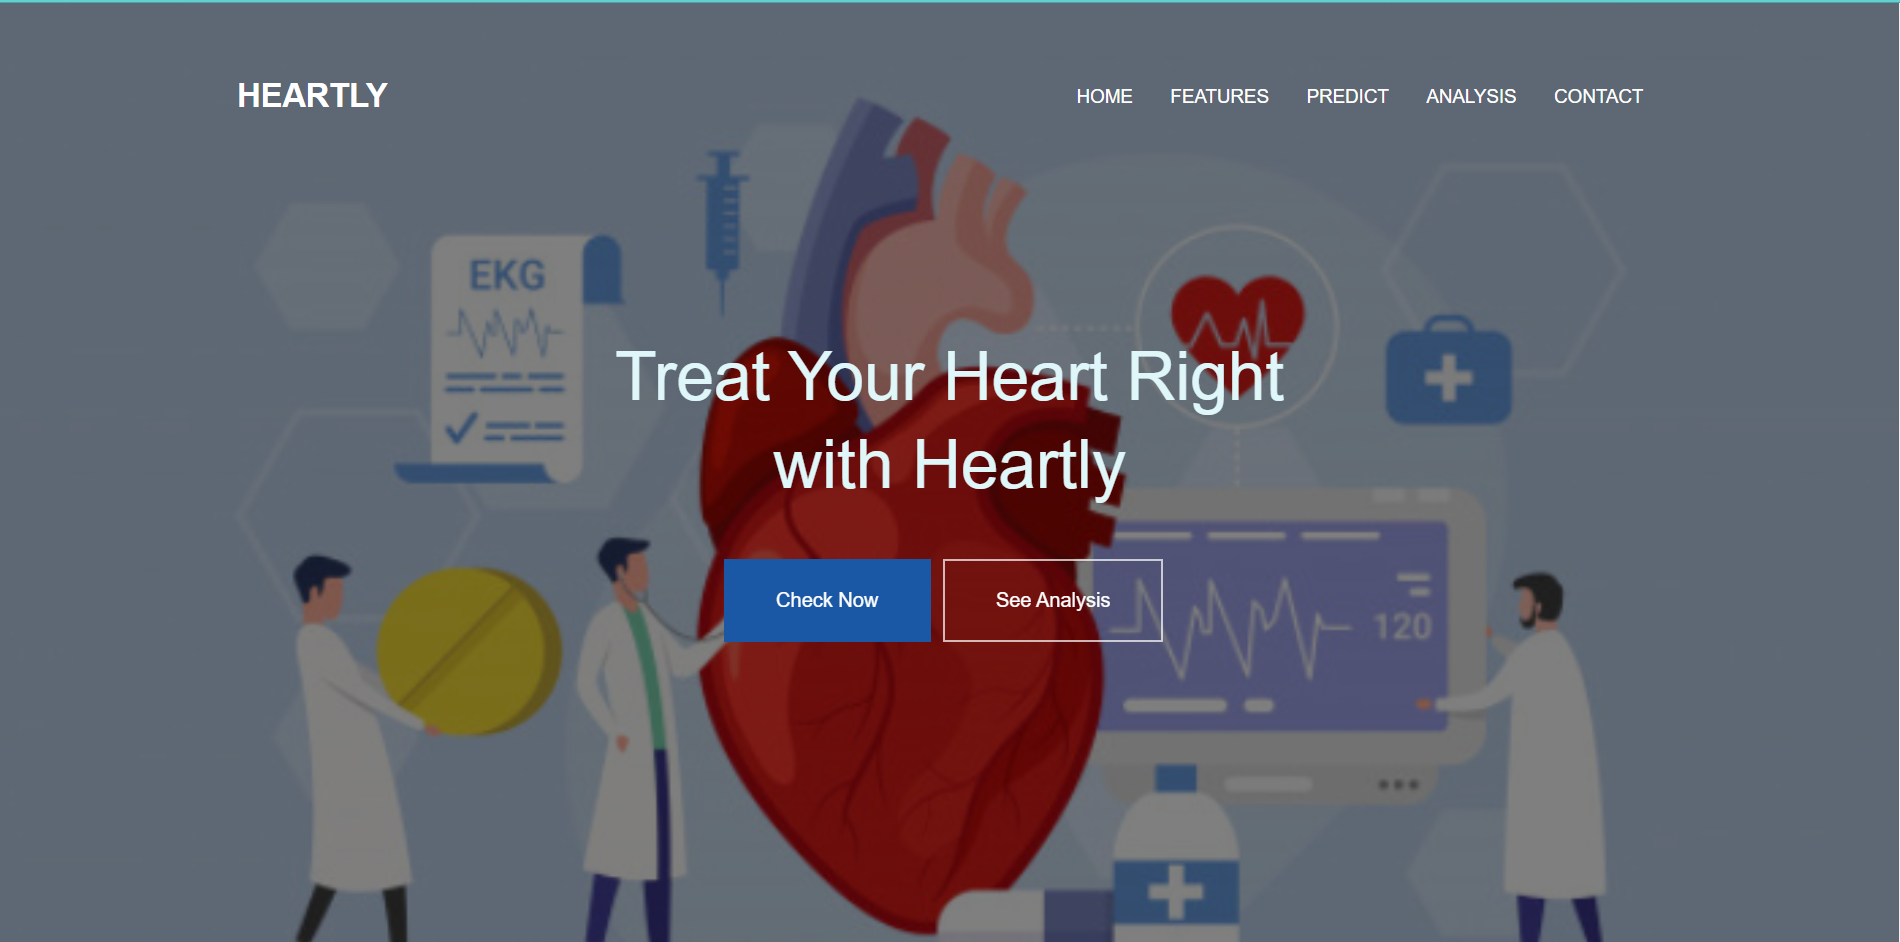 HEARTLY
HOME FEATURES PREDICT ANALYSIS CONTACT
EKG
Treat Your Heart Right
with Heartly
Check Now
See Analysis
120